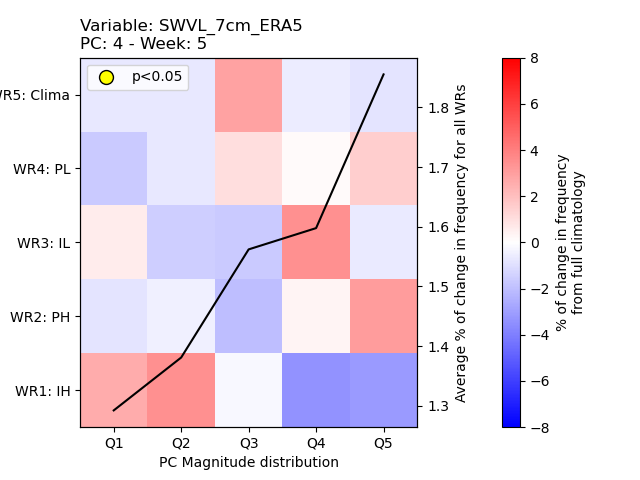 Variable: SWVL_7cm_ERA5
PC: 4 - Week: 5
p<0.05
WR5: Clima
WR4: PL
WR3: IL
WR2: PH
WR1: IH
Q1 Q2 Q3 Q4 Q5
PC Magnitude distribution
1.8
1.7
1.6
1.5
1.4
1.3
Average % of change in frequency for all WRs
8
6
4
2
0
−2
−4
−6
−8
% of change in frequency
from full climatology